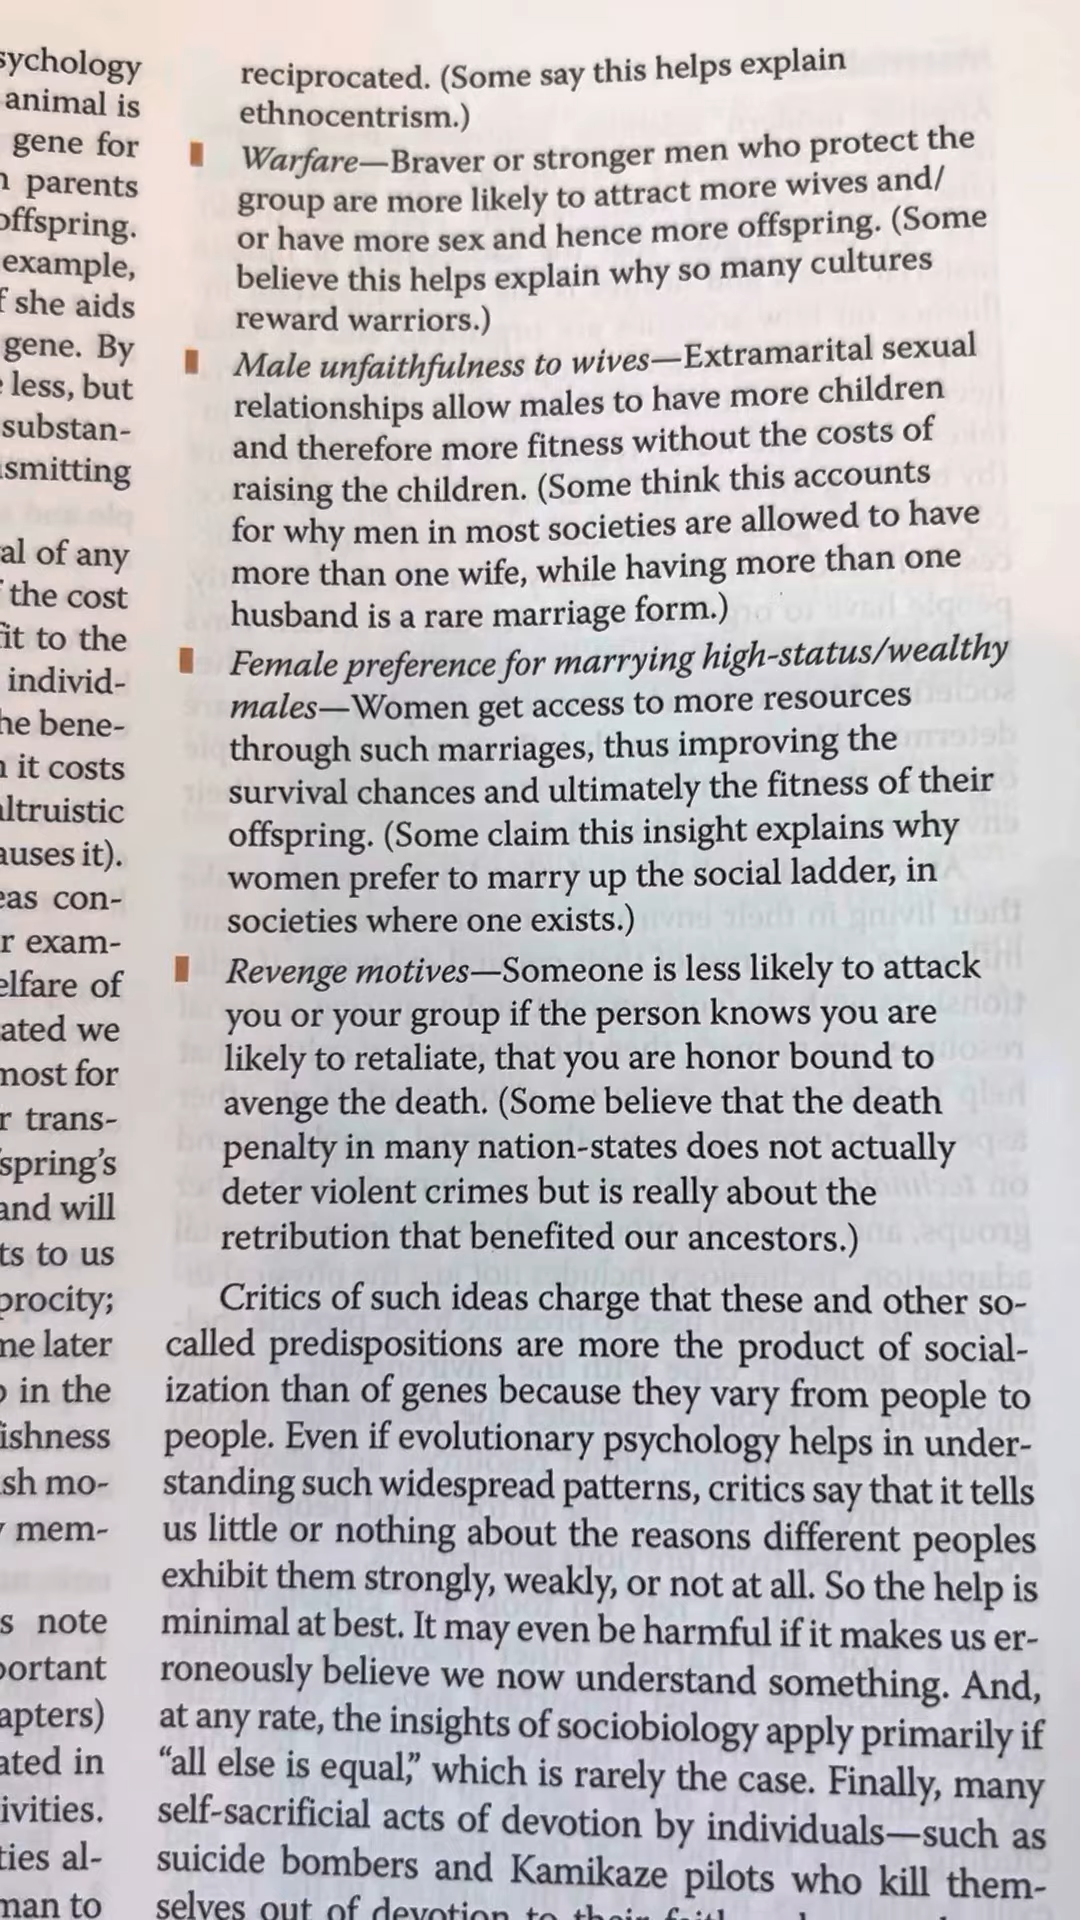 sychology
animal is
gene for
parents
offspring.
example,
she aids
gene. By
less, but
substan-
smitting
al of any
the cost
fit to the
individ-
he bene-
it costs
altruistic
auses it).
eas con-
r exam-
elfare of
ated we
most for
r trans-
spring's
and will
ts to us
procity;
me later
in the
ishness
sh mo-
mem-
s note
portant
apters)
ated in
ivities.
ties al-
man to
reciprocated. (Some say this helps explain
ethnocentrism.)
Warfare—Braver or stronger men who protect the
group are more likely to attract more wives and/
or have more sex and hence more offspring. (Some
believe this helps explain why so many cultures
reward warriors.)
Male unfaithfulness to wives—Extramarital sexual
relationships allow males to have more children
and therefore more fitness without the costs of
raising the children. (Some think this accounts
for why men in most societies are allowed to have
more than one wife, while having more than one
husband is a rare marriage form.)
Female preference for marrying high-status/wealthy
males—Women get access to more resources
through such marriages, thus improving the
survival chances and ultimately the fitness of their
offspring. (Some claim this insight explains why
women prefer to marry up the social ladder, in
societies where one exists.)
Revenge motives—Someone is less likely to attack
you or your group if the person knows you are
likely to retaliate, that you are honor bound to
avenge the death. (Some believe that the death
penalty in many nation-states does not actually
deter violent crimes but is really about the
retribution that benefited our ancestors.)
Critics of such ideas charge that these and other so-
called predispositions are more the product of social-
ization than of genes because they vary from people to
people. Even if evolutionary psychology helps in under-
standing such widespread patterns, critics say that it tells
us little or nothing about the reasons different peoples
exhibit them strongly, weakly, or not at all. So the help is
minimal at best. It may even be harmful if it makes us er-
roneously believe we now understand something. And,
at any rate, the insights of sociobiology apply primarily if
“all else is equal,” which is rarely the case. Finally, many
self-sacrificial acts of devotion by individuals—such as
suicide bombers and Kamikaze pilots who kill them-
selves out of devotion to their